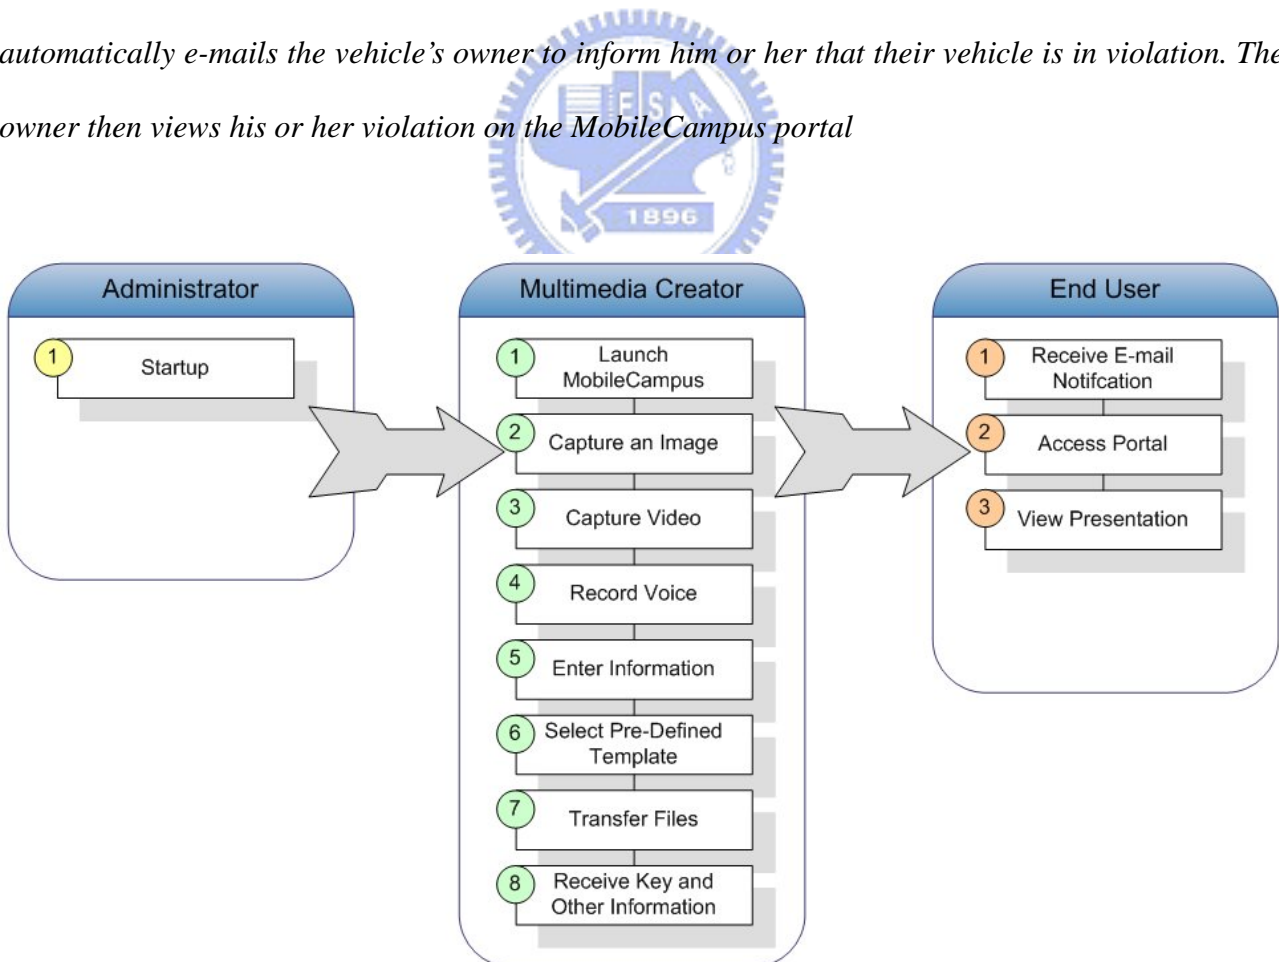 automatically e-mails the vehicle's owner to inform him or her that their vehicle is in violation. The
owner then views his or her violation on the MobileCampus portal
E S A
1896
Administrator
1
Startup
Multimedia Creator
1
Launch
MobileCampus
2
Capture an Image
3
Capture Video
4
Record Voice
5
Enter Information
6
Select Pre-Defined
Template
7
Transfer Files
8
Receive Key and
Other Information
End User
1
Receive E-mail
Notifcation
2
Access Portal
3
View Presentation